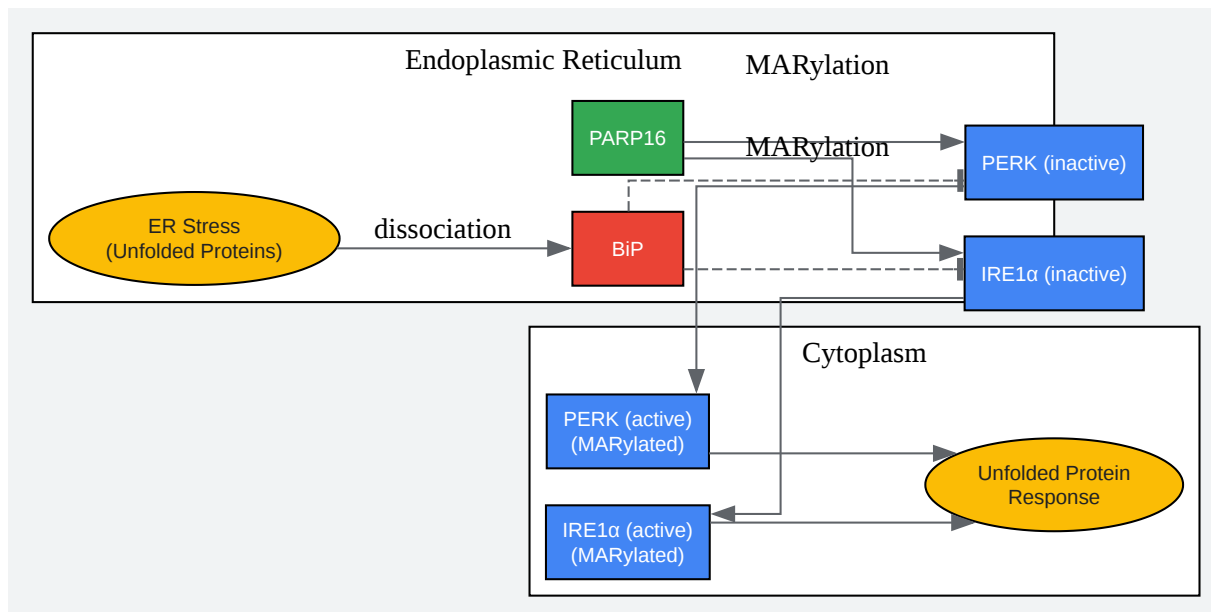 Endoplasmic Reticulum
MARylation
PARP16
MARylation
PERK (inactive)
ER Stress
(Unfolded Proteins)
dissociation
BiP
IRE1α (inactive)
Cytoplasm
PERK (active)
(MARylated)
Unfolded Protein
Response
IRE1α (active)
(MARylated)